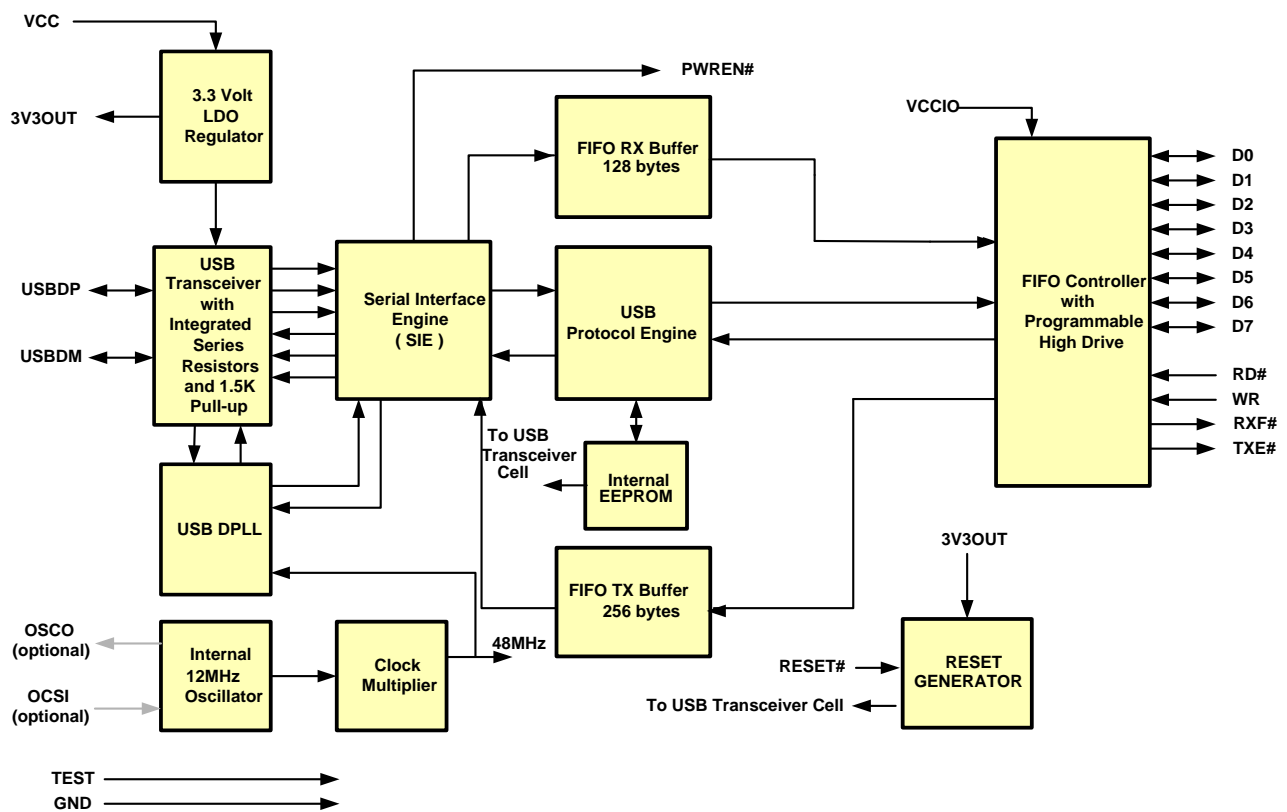 VCC
3.3 Volt
LDO
Regulator
3V3OUT
PWREN#
FIFO RX Buffer
128 bytes
VCCIO
USB
Transceiver
with
Integrated
Series
Resistors
and 1.5K
Pull-up
USBDP
USBDM
Serial Interface
Engine
( SIE )
USB
Protocol Engine
FIFO Controller
with
Programmable
High Drive
D0
D1
D2
D3
D4
D5
D6
D7
RD#
WR
RXF#
TXE#
To USB
Transceiver
Cell
Internal
EEPROM
USB DPLL
FIFO TX Buffer
256 bytes
3V3OUT
OSCO
(optional)
OCSI
(optional)
Internal
12MHz
Oscillator
Clock
Multiplier
48MHz
RESET#
RESET
GENERATOR
To USB Transceiver Cell
TEST
GND